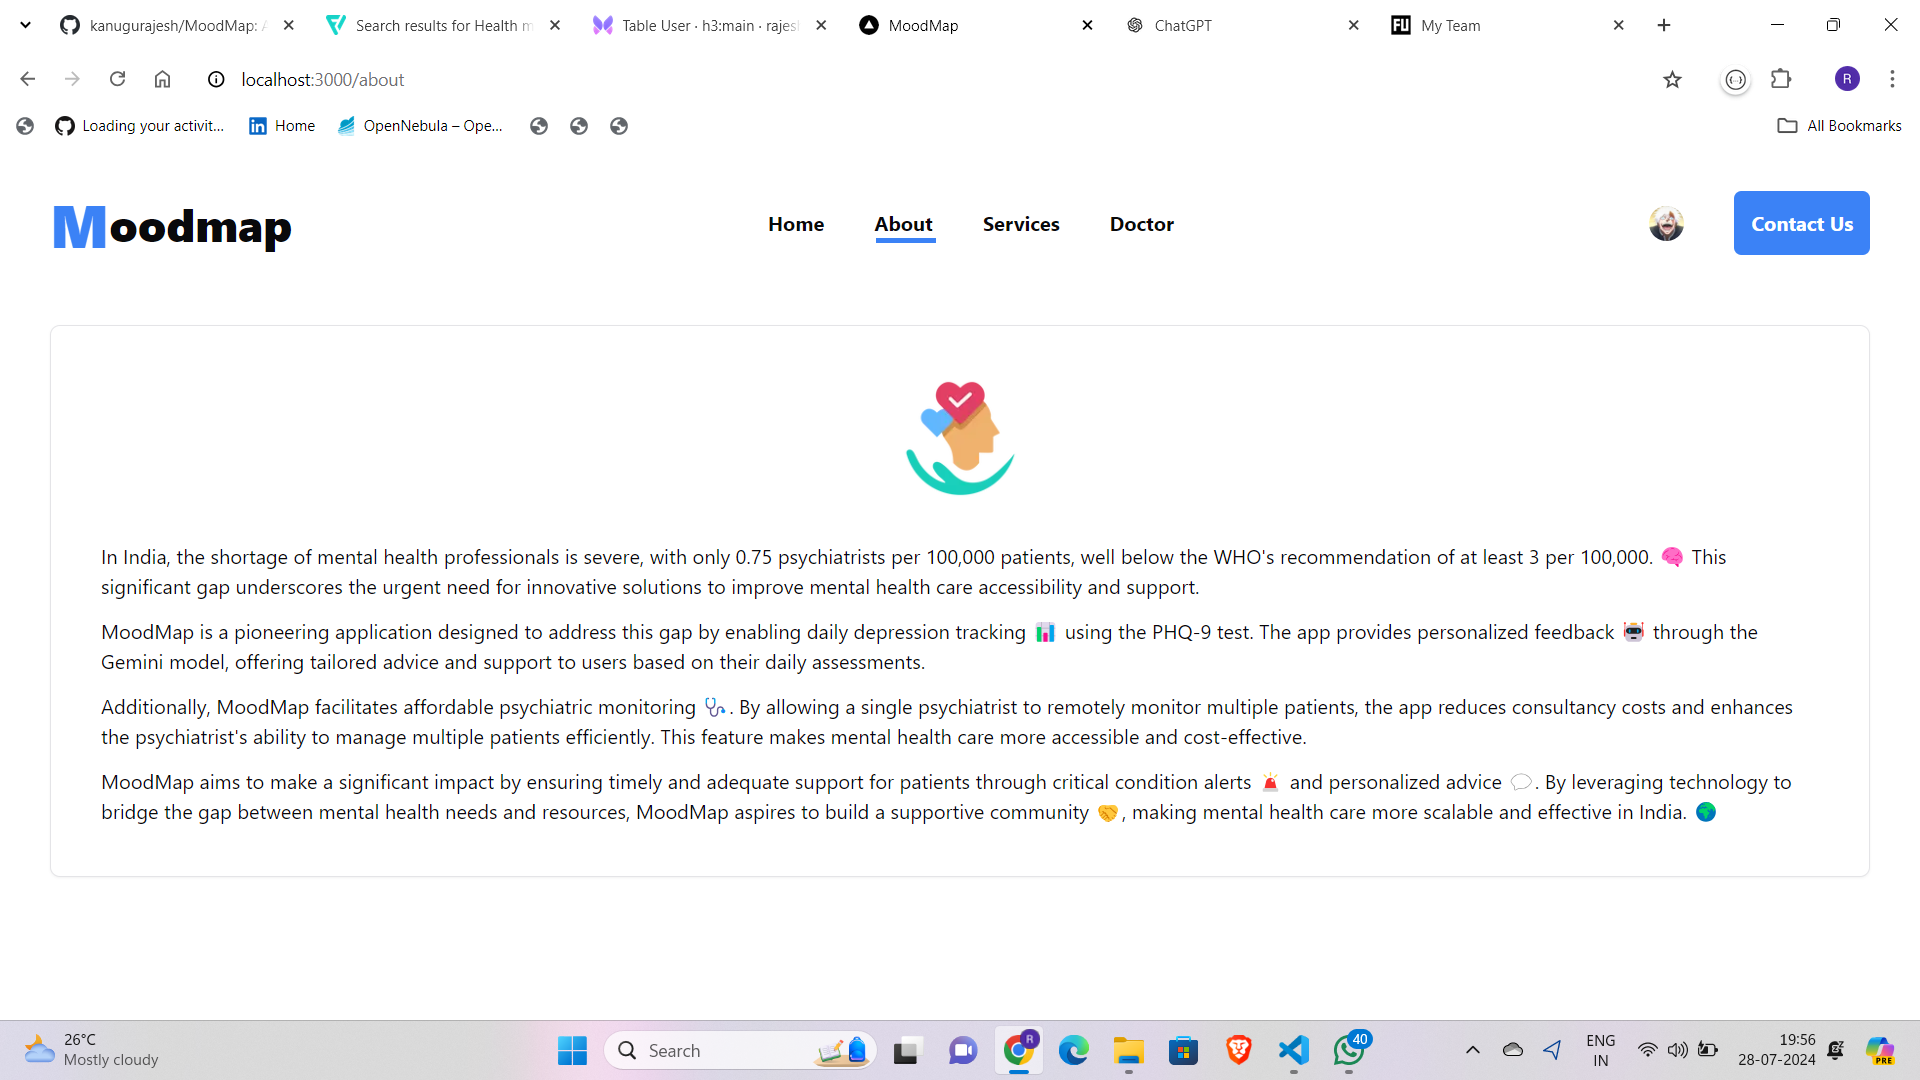 kanugurajesh/MoodMap: A
Search results for Health m
Table User · h3:main · rajesh
MoodMap
ChatGPT
FU
My Team
localhost:3000/about
R
Loading your activit...
in
Home
OpenNebula – Ope...
All Bookmarks
Moodmap
Home
About
Services
Doctor
Contact Us
In India, the shortage of mental health professionals is severe, with only 0.75 psychiatrists per 100,000 patients, well below the WHO's recommendation of at least 3 per 100,000. 🧠 This
significant gap underscores the urgent need for innovative solutions to improve mental health care accessibility and support.
MoodMap is a pioneering application designed to address this gap by enabling daily depression tracking 📊 using the PHQ-9 test. The app provides personalized feedback 🤖 through the
Gemini model, offering tailored advice and support to users based on their daily assessments.
Additionally, MoodMap facilitates affordable psychiatric monitoring 🩺. By allowing a single psychiatrist to remotely monitor multiple patients, the app reduces consultancy costs and enhances
the psychiatrist's ability to manage multiple patients efficiently. This feature makes mental health care more accessible and cost-effective.
MoodMap aims to make a significant impact by ensuring timely and adequate support for patients through critical condition alerts 🚨 and personalized advice 💬. By leveraging technology to
bridge the gap between mental health needs and resources, MoodMap aspires to build a supportive community 🤝, making mental health care more scalable and effective in India. 🌍
26°C
Mostly cloudy
Search
R
40
ENG
IN
19:56
28-07-2024
PRE